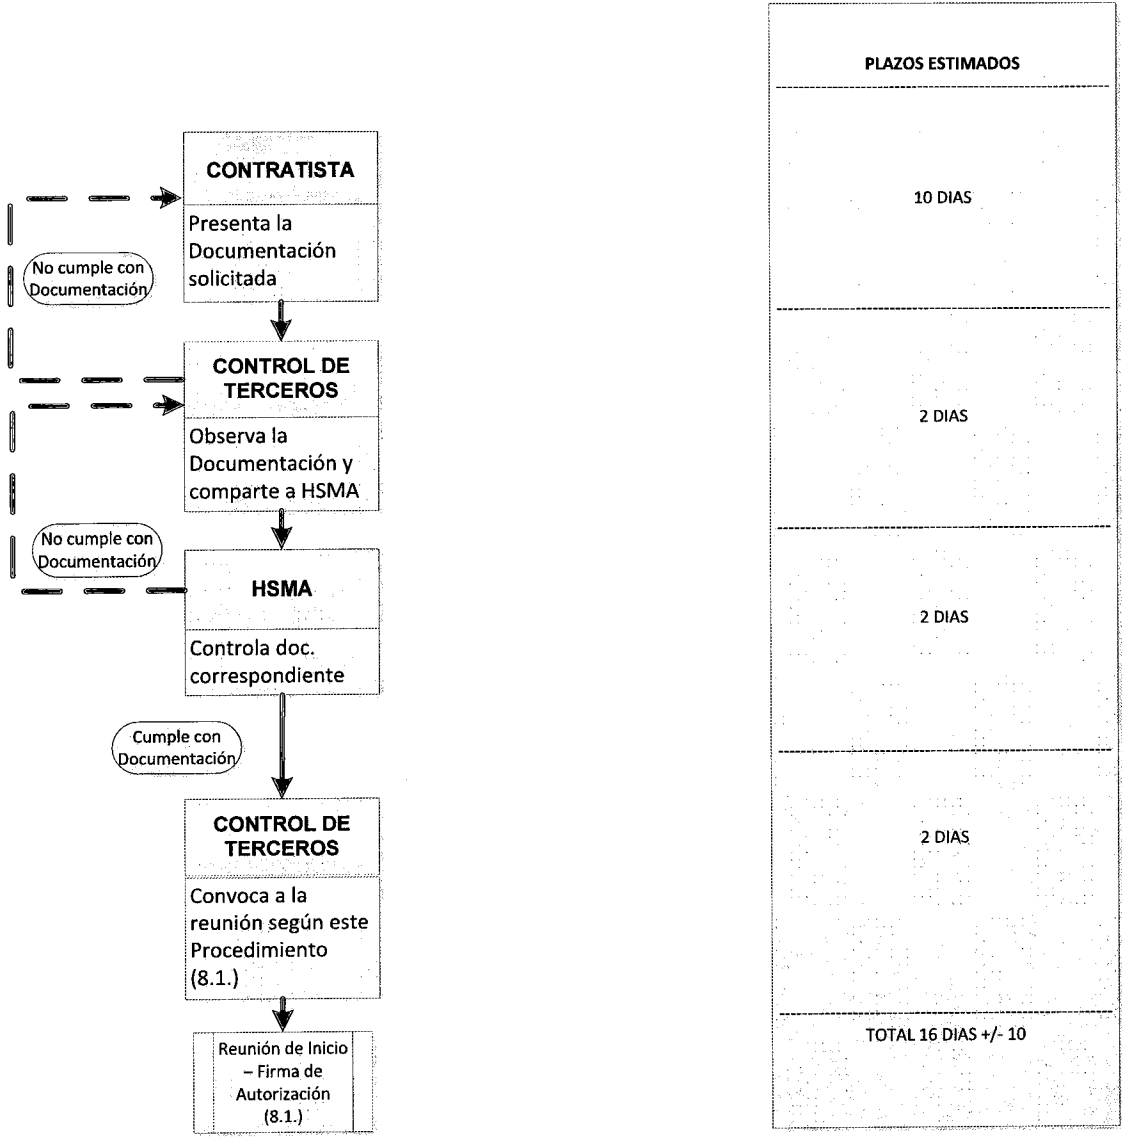 PLAZOS ESTIMADOS
CONTRATISTA
Presenta la
Documentación
solicitada
10 DIAS
No cumple con
Documentación
CONTROL DE
TERCEROS
Observa la
Documentación y
comparte a HSMA
2 DIAS
No cumple con
Documentación
HSMA
Controla doc.
correspondiente
2 DIAS
Cumple con
Documentación
CONTROL DE
TERCEROS
Convoca a la
reunión según este
Procedimiento
(8.1.)
2 DIAS
Reunión de Inicio
– Firma de
Autorización
(8.1.)
TOTAL 16 DIAS +/- 10